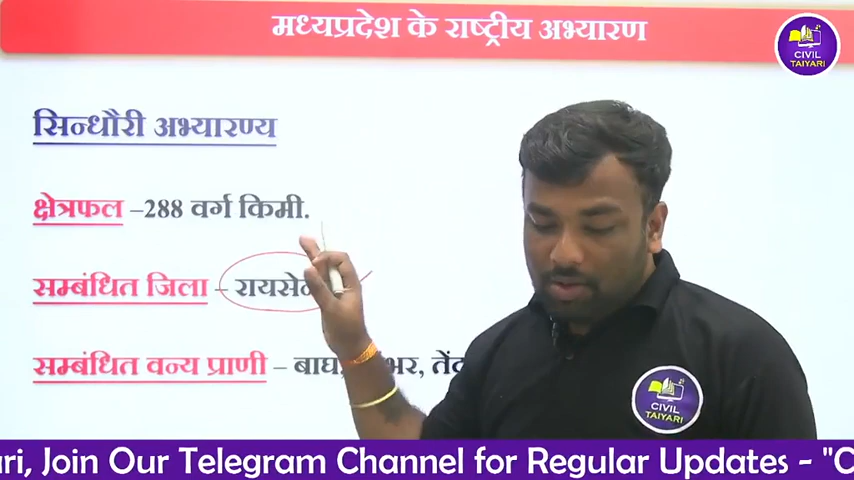 मध्यप्रदेश के राष्ट्रीय अभ्यारण
CIVIL
TAIYARI
सिन्धौरी अभ्यारण्य
क्षेत्रफल –288 वर्ग किमी.
सम्बंधित जिला – रायसेन
सम्बंधित वन्य प्राणी – बाघ,
CIVIL
TAIYARI
Join Our Telegram Channel for Regular Updates - "C